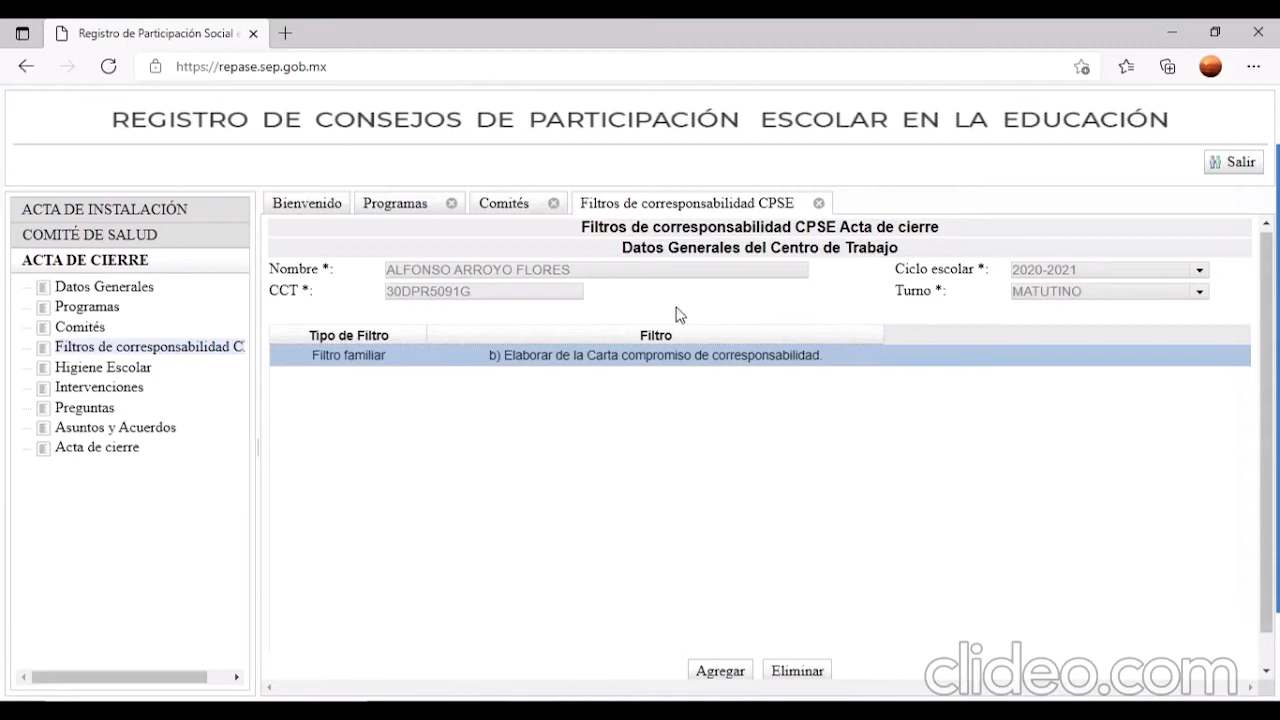 Registro de Participación Social e
https://repase.sep.gob.mx
REGISTRO DE CONSEJOS DE PARTICIPACIÓN ESCOLAR EN LA EDUCACIÓN
Salir
ACTA DE INSTALACIÓN
COMITÉ DE SALUD
ACTA DE CIERRE
Datos Generales
Programas
Comités
Filtros de corresponsabilidad C.
Higiene Escolar
Intervenciones
Preguntas
Asuntos y Acuerdos
Acta de cierre
Bienvenido Programas Comités Filtros de corresponsabilidad CPSE
Filtros de corresponsabilidad CPSE Acta de cierre
Datos Generales del Centro de Trabajo
Nombre *: ALFONSO ARROYO FLORES Ciclo escolar *: 2020-2021
CCT *: 30DPR5091G Turno *: MATUTINO
Tipo de Filtro Filtro
Filtro familiar b) Elaborar de la Carta compromiso de corresponsabilidad.
Agregar Eliminar
clideo.com